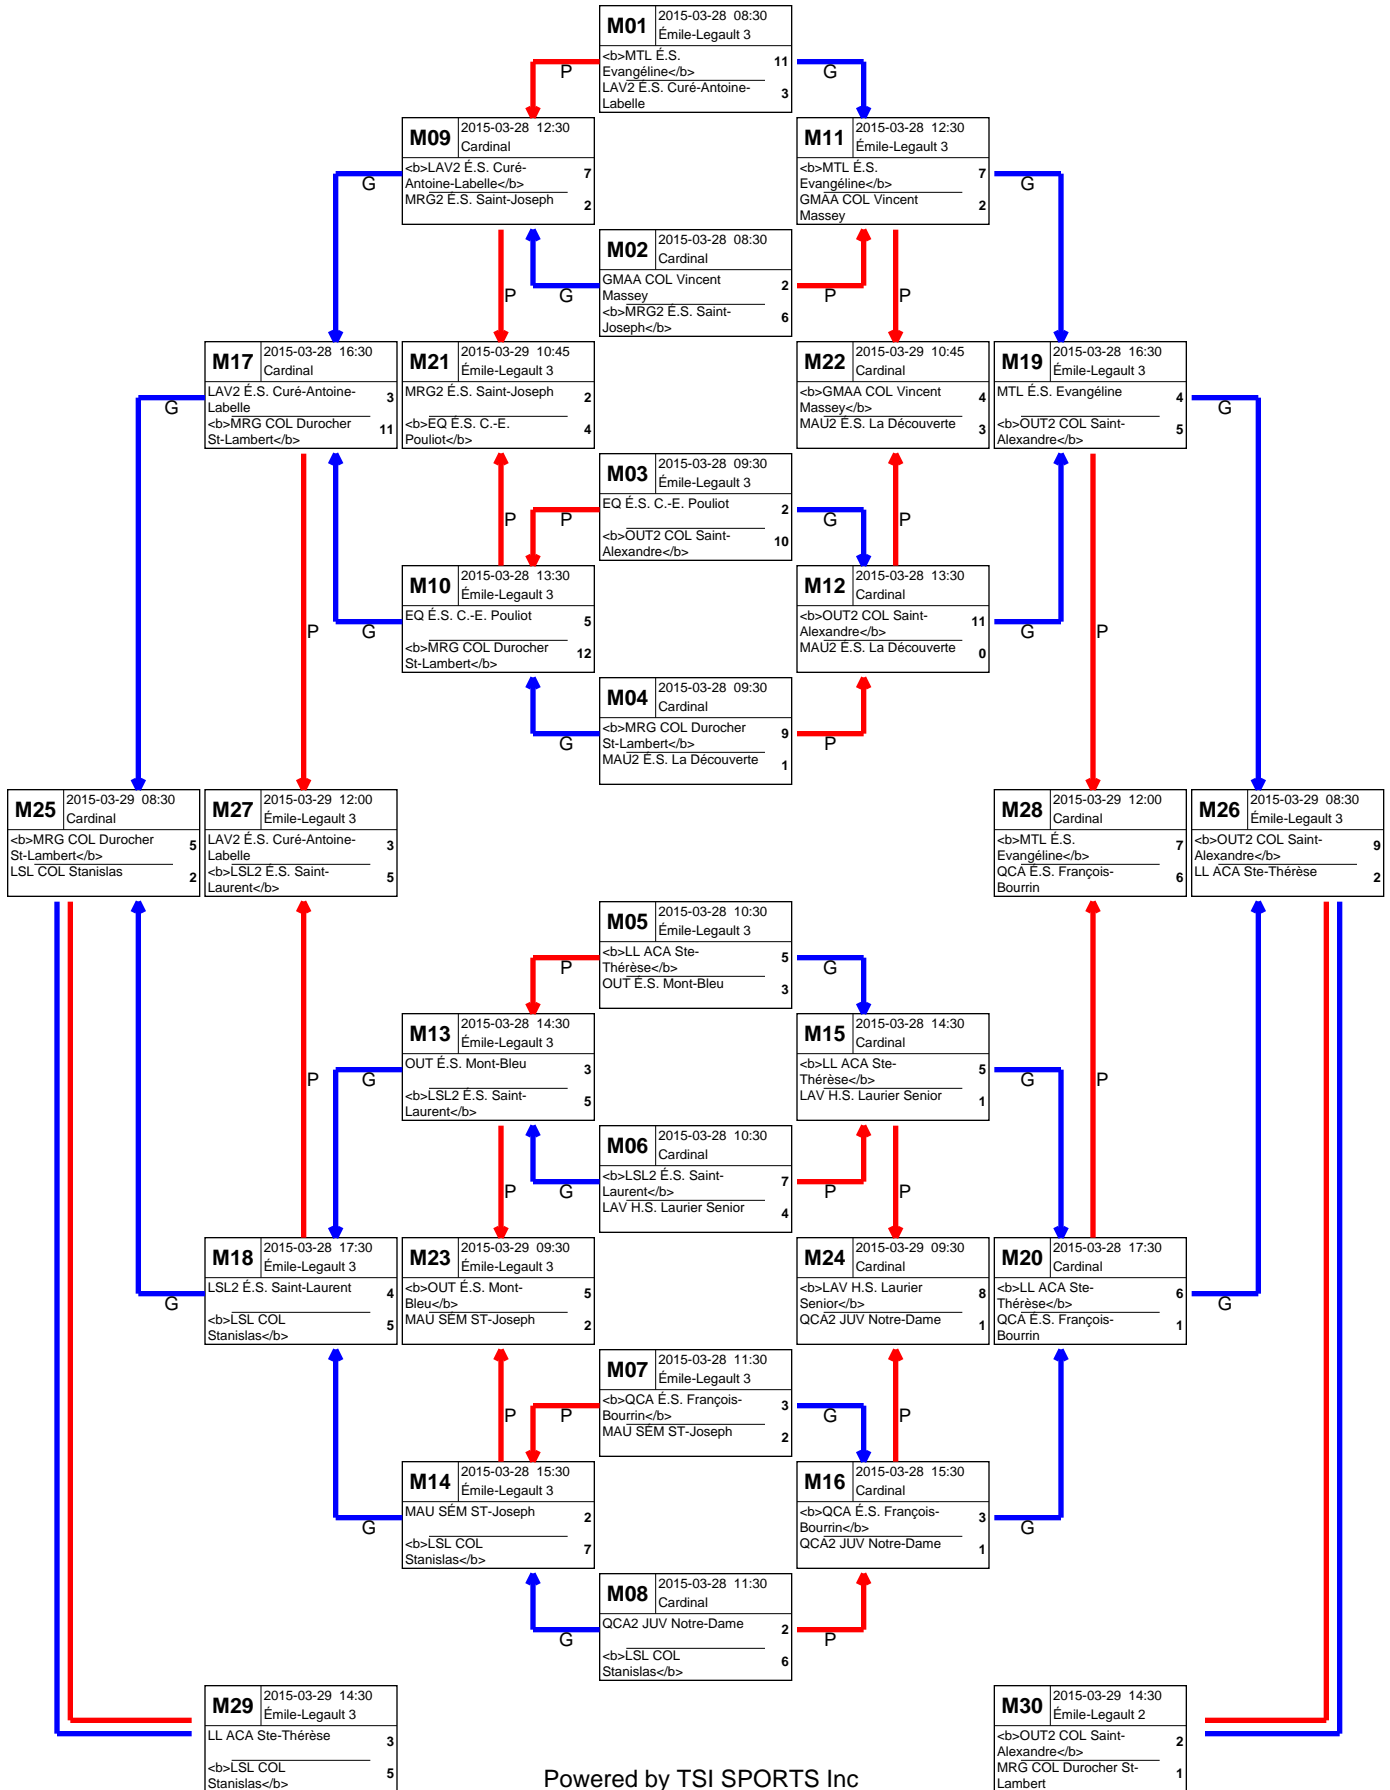 M01
2015-03-28 08:30
Émile-Legault 3
<b>MTL É.S.
Evangéline</b>
11
LAV2 É.S. Curé-Antoine-
Labelle
3
P
G
M09
2015-03-28 12:30
Cardinal
<b>LAV2 É.S. Curé-
Antoine-Labelle</b>
7
MRG2 É.S. Saint-Joseph
2
M11
2015-03-28 12:30
Émile-Legault 3
<b>MTL É.S.
Evangéline</b>
7
GMAA COL Vincent
Massey
2
G
G
M02
2015-03-28 08:30
Cardinal
GMAA COL Vincent
Massey
2
<b>MRG2 É.S. Saint-
Joseph</b>
6
P
G
P
P
M17
2015-03-28 16:30
Cardinal
LAV2 É.S. Curé-Antoine-
Labelle
3
<b>MRG COL Durocher
St-Lambert</b>
11
M21
2015-03-29 10:45
Émile-Legault 3
MRG2 É.S. Saint-Joseph
2
<b>EQ É.S. C.-E.
Pouliot</b>
4
M22
2015-03-29 10:45
Cardinal
<b>GMAA COL Vincent
Massey</b>
4
MAU2 É.S. La Découverte
3
M19
2015-03-28 16:30
Émile-Legault 3
MTL É.S. Evangéline
4
<b>OUT2 COL Saint-
Alexandre</b>
5
G
G
M03
2015-03-28 09:30
Émile-Legault 3
EQ É.S. C.-E. Pouliot
2
<b>OUT2 COL Saint-
Alexandre</b>
10
P
P
G
P
M10
2015-03-28 13:30
Émile-Legault 3
EQ É.S. C.-E. Pouliot
5
<b>MRG COL Durocher
St-Lambert</b>
12
M12
2015-03-28 13:30
Cardinal
<b>OUT2 COL Saint-
Alexandre</b>
11
MAU2 É.S. La Découverte
0
P
G
G
P
M04
2015-03-28 09:30
Cardinal
<b>MRG COL Durocher
St-Lambert</b>
9
MAU2 É.S. La Découverte
1
G
P
M25
2015-03-29 08:30
Cardinal
<b>MRG COL Durocher
St-Lambert</b>
5
LSL COL Stanislas
2
M27
2015-03-29 12:00
Émile-Legault 3
LAV2 É.S. Curé-Antoine-
Labelle
3
<b>LSL2 É.S. Saint-
Laurent</b>
5
M28
2015-03-29 12:00
Cardinal
<b>MTL É.S.
Evangéline</b>
7
QCA É.S. François-
Bourrin
6
M26
2015-03-29 08:30
Émile-Legault 3
<b>OUT2 COL Saint-
Alexandre</b>
9
LL ACA Ste-Thérèse
2
M05
2015-03-28 10:30
Émile-Legault 3
<b>LL ACA Ste-
Thérèse</b>
5
OUT É.S. Mont-Bleu
3
P
G
M13
2015-03-28 14:30
Émile-Legault 3
OUT É.S. Mont-Bleu
3
<b>LSL2 É.S. Saint-
Laurent</b>
5
M15
2015-03-28 14:30
Cardinal
<b>LL ACA Ste-
Thérèse</b>
5
LAV H.S. Laurier Senior
1
P
G
G
P
M06
2015-03-28 10:30
Cardinal
<b>LSL2 É.S. Saint-
Laurent</b>
7
LAV H.S. Laurier Senior
4
P
G
P
P
M18
2015-03-28 17:30
Émile-Legault 3
LSL2 É.S. Saint-Laurent
4
<b>LSL COL
Stanislas</b>
5
M23
2015-03-29 09:30
Émile-Legault 3
<b>OUT É.S. Mont-
Bleu</b>
5
MAU SÉM ST-Joseph
2
M24
2015-03-29 09:30
Cardinal
<b>LAV H.S. Laurier
Senior</b>
8
QCA2 JUV Notre-Dame
1
M20
2015-03-28 17:30
Cardinal
<b>LL ACA Ste-
Thérèse</b>
6
QCA É.S. François-
Bourrin
1
G
G
M07
2015-03-28 11:30
Émile-Legault 3
<b>QCA É.S. François-
Bourrin</b>
3
MAU SÉM ST-Joseph
2
P
P
G
P
M14
2015-03-28 15:30
Émile-Legault 3
MAU SÉM ST-Joseph
2
<b>LSL COL
Stanislas</b>
7
M16
2015-03-28 15:30
Cardinal
<b>QCA É.S. François-
Bourrin</b>
3
QCA2 JUV Notre-Dame
1
G
G
M08
2015-03-28 11:30
Cardinal
QCA2 JUV Notre-Dame
2
<b>LSL COL
Stanislas</b>
6
G
P
M29
2015-03-29 14:30
Émile-Legault 3
LL ACA Ste-Thérèse
3
<b>LSL COL
Stanislas</b>
5
M30
2015-03-29 14:30
Émile-Legault 2
<b>OUT2 COL Saint-
Alexandre</b>
2
MRG COL Durocher St-
Lambert
1
Powered by TSI SPORTS Inc